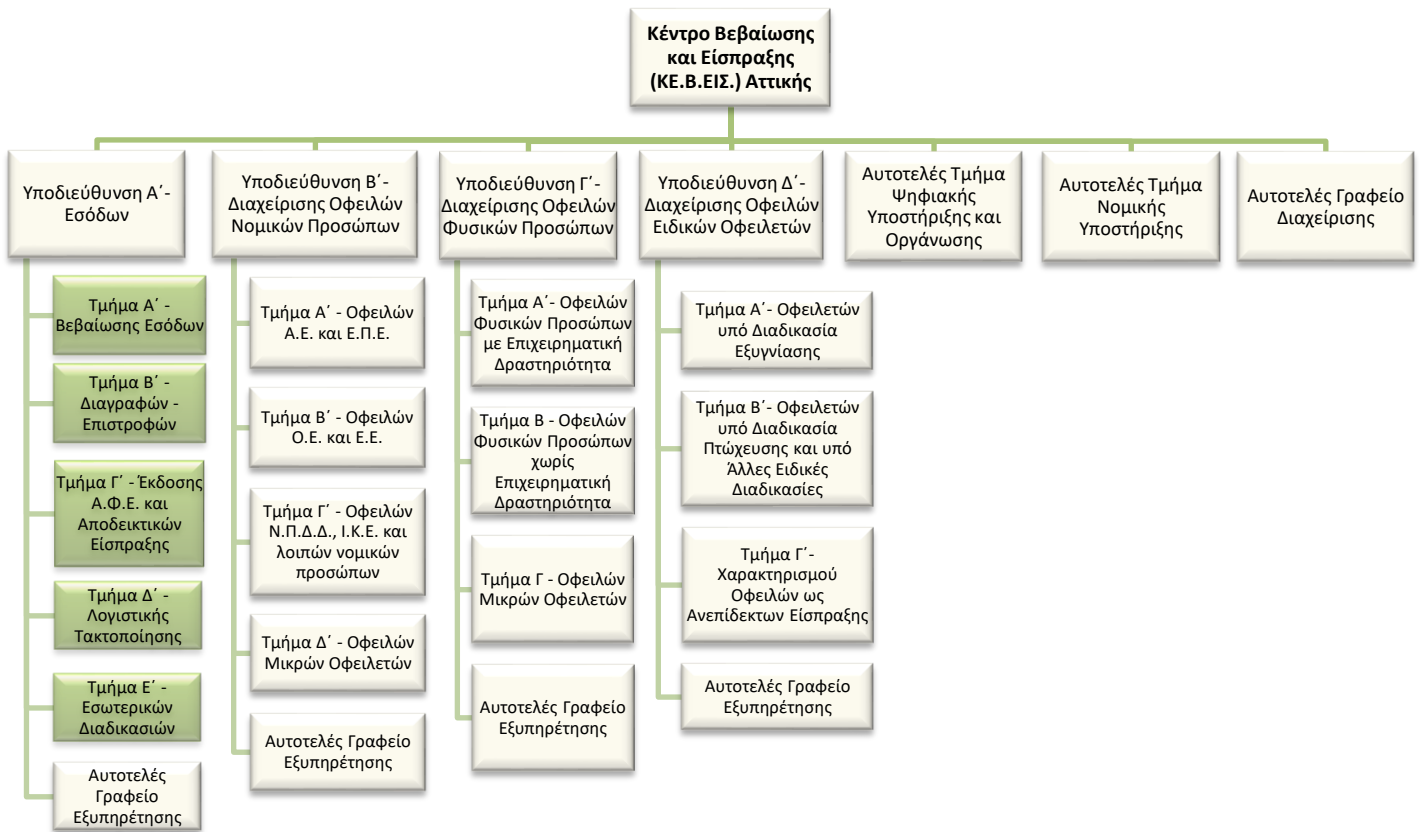 Κέντρο Βεβαίωσης
και Είσπραξης
(ΚΕ.Β.ΕΙΣ.) Αττικής
Υποδιεύθυνση Α΄-
Εσόδων
Τμήμα Α΄ -
Βεβαίωσης Εσόδων
Τμήμα Β΄ -
Διαγραφών -
Επιστροφών
Τμήμα Γ΄ - Έκδοσης
Α.Φ.Ε. και
Αποδεικτικών
Είσπραξης
Τμήμα Δ΄ -
Λογιστικής
Τακτοποίησης
Τμήμα Ε΄ -
Εσωτερικών
Διαδικασιών
Αυτοτελές
Γραφείο
Εξυπηρέτησης
Υποδιεύθυνση Β΄-
Διαχείρισης Οφειλών
Νομικών Προσώπων
Τμήμα Α΄ - Οφειλών
Α.Ε. και Ε.Π.Ε.
Τμήμα Β΄ - Οφειλών
Ο.Ε. και Ε.Ε.
Τμήμα Γ΄ - Οφειλών
Ν.Π.Δ.Δ., Ι.Κ.Ε. και
λοιπών νομικών
προσώπων
Τμήμα Δ΄ - Οφειλών
Μικρών Οφειλετών
Αυτοτελές Γραφείο
Εξυπηρέτησης
Υποδιεύθυνση Γ΄-
Διαχείρισης Οφειλών
Φυσικών Προσώπων
Τμήμα Α΄- Οφειλών
Φυσικών Προσώπων
με Επιχειρηματική
Δραστηριότητα
Τμήμα Β - Οφειλών
Φυσικών Προσώπων
χωρίς
Επιχειρηματική
Δραστηριότητα
Τμήμα Γ - Οφειλών
Μικρών Οφειλετών
Αυτοτελές Γραφείο
Εξυπηρέτησης
Υποδιεύθυνση Δ΄-
Διαχείρισης Οφειλών
Ειδικών Οφειλετών
Τμήμα Α΄- Οφειλετών
υπό Διαδικασία
Εξυγνίασης
Τμήμα Β΄- Οφειλετών
υπό Διαδικασία
Πτώχευσης και υπό
Άλλες Ειδικές
Διαδικασίες
Τμήμα Γ΄-
Χαρακτηρισμού
Οφειλών ως
Ανεπίδεκτων Είσπραξης
Αυτοτελές Γραφείο
Εξυπηρέτησης
Αυτοτελές Τμήμα
Ψηφιακής
Υποστήριξης και
Οργάνωσης
Αυτοτελές Τμήμα
Νομικής
Υποστήριξης
Αυτοτελές Γραφείο
Διαχείρισης